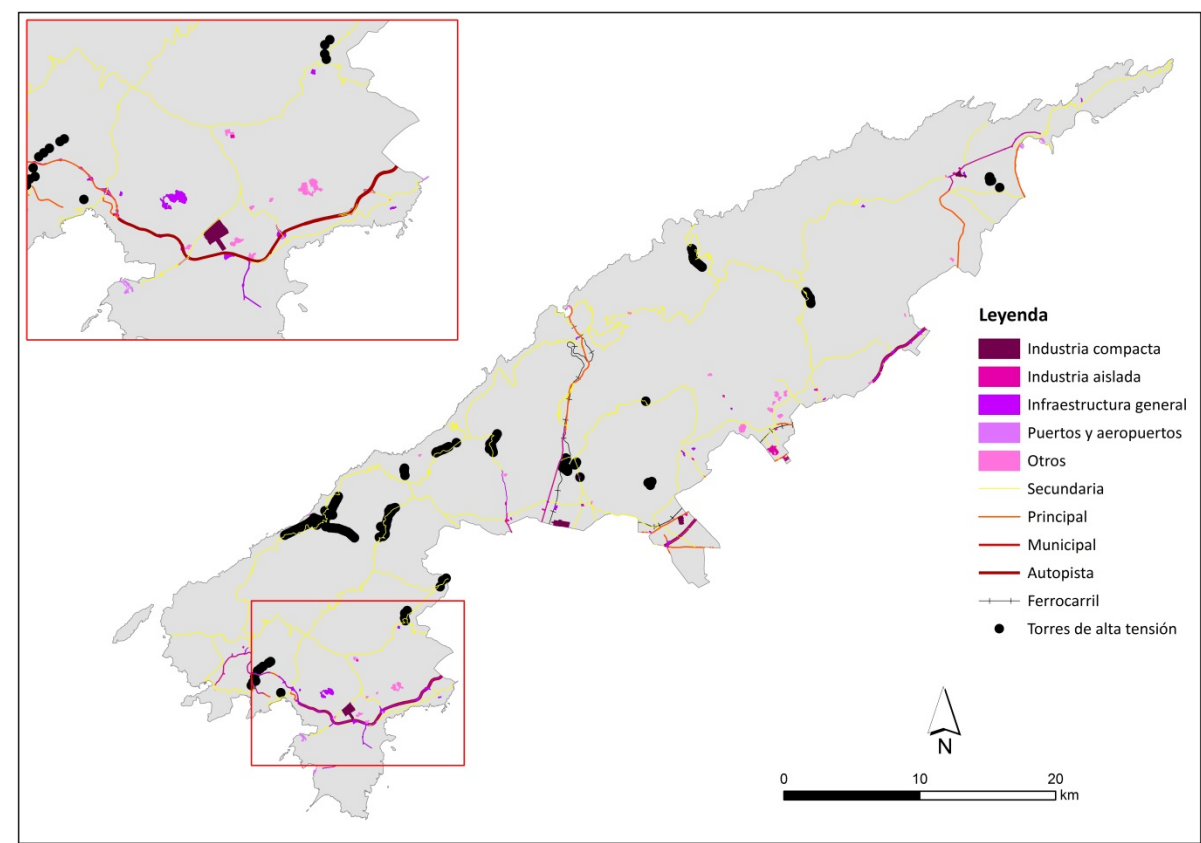 Leyenda
Industria compacta
Industria aislada
Infraestructura general
Puertos y aeropuertos
Otros
Secundaria
Principal
Municipal
Autopista
Ferrocarril
Torres de alta tensión
N
0 10 20
km